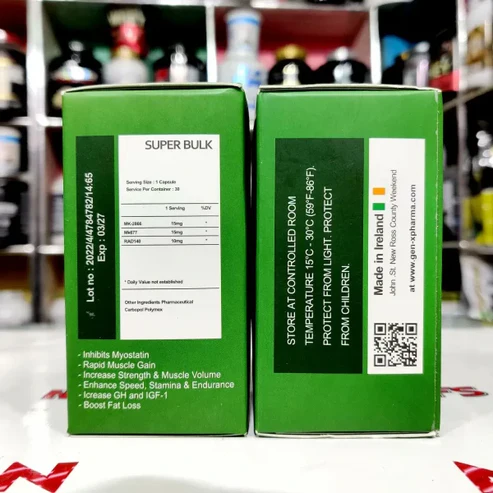 SUPER BULK
Serving Size : 1 Capsule
Service Per Container : 30
1 Serving %DV
MK-2866 15mg *
Mk677 15mg *
RAD140 10mg *
* Daily Value not established
Other Ingredients Pharmaceutical
Carbopol Polymex
Lot no : 2022/4/4784782/14:65
Exp : 03/27
- Inhibits Myostatin
- Rapid Muscle Gain
- Increase Strength & Muscle Volume
- Enhance Speed, Stamina & Endurance
- Icrease GH and IGF-1
- Boost Fat Loss
STORE AT CONTROLLED ROOM
TEMPERATURE 15°C - 30°C (59°F-86°F).
PROTECT FROM LIGHT. PROTECT
FROM CHILDREN.
Made in Ireland
John .St. New Ross County Weekend
at www.gen-xpharma.com